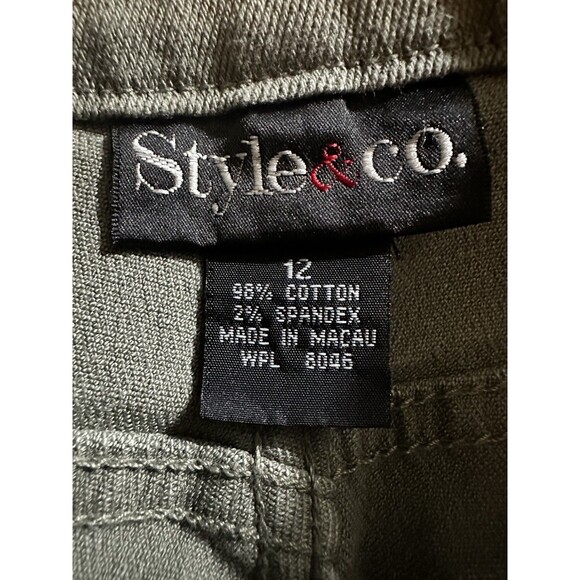 Style&co.
12
98% COTTON
2% SPANDEX
MADE IN MACAU
WPL 8046